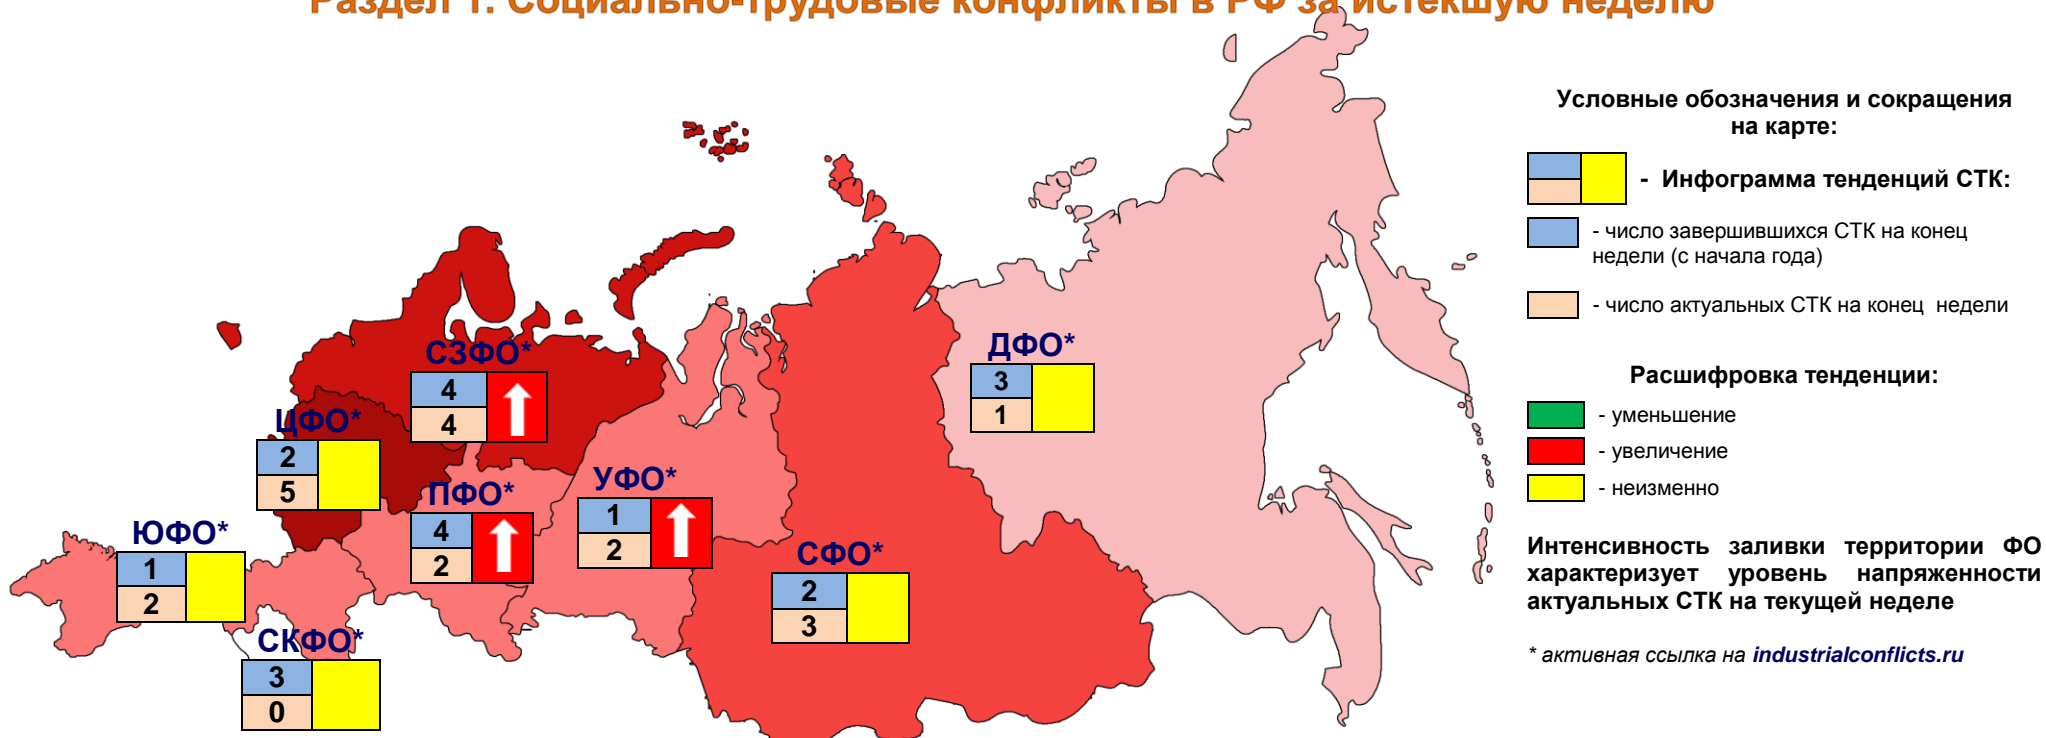 Раздел 1. Социально-трудовые конфликты в РФ за истекшую неделю
Условные обозначения и сокращения
на карте:
- Инфограмма тенденций СТК:
- число завершившихся СТК на конец
недели (с начала года)
- число актуальных СТК на конец недели
Расшифровка тенденции:
- уменьшение
- увеличение
- неизменно
Интенсивность заливки территории ФО
характеризует уровень напряженности
актуальных СТК на текущей неделе
* активная ссылка на industrialconflicts.ru
СЗФО*
4
4
ДФО*
3
1
ЦФО*
2
5
ПФО*
4
2
УФО*
1
2
ЮФО*
1
2
СФО*
2
3
СКФО*
3
0